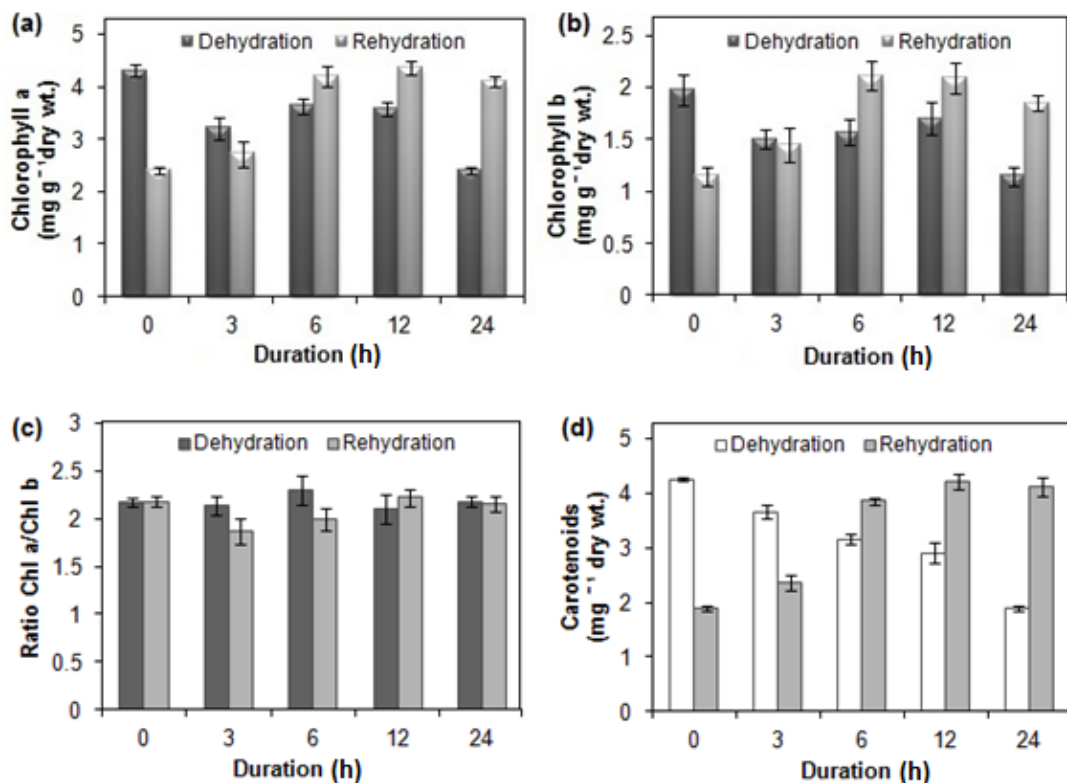 (a)
Dehydration Rehydration
Chlorophyll a
(mg g⁻¹dry wt.)
5
4
3
2
1
0
0 3 6 12 24
Duration (h)
(b)
Dehydration Rehydration
Chlorophyll b
(mg g⁻¹dry wt.)
2.5
2
1.5
1
0.5
0
0 3 6 12 24
Duration (h)
(c)
Dehydration Rehydration
Ratio Chl a/Chl b
3
2.5
2
1.5
1
0.5
0
0 3 6 12 24
Duration (h)
(d)
Dehydration Rehydration
Carotenoids
(mg⁻¹ dry wt.)
5
4
3
2
1
0
0 3 6 12 24
Duration (h)